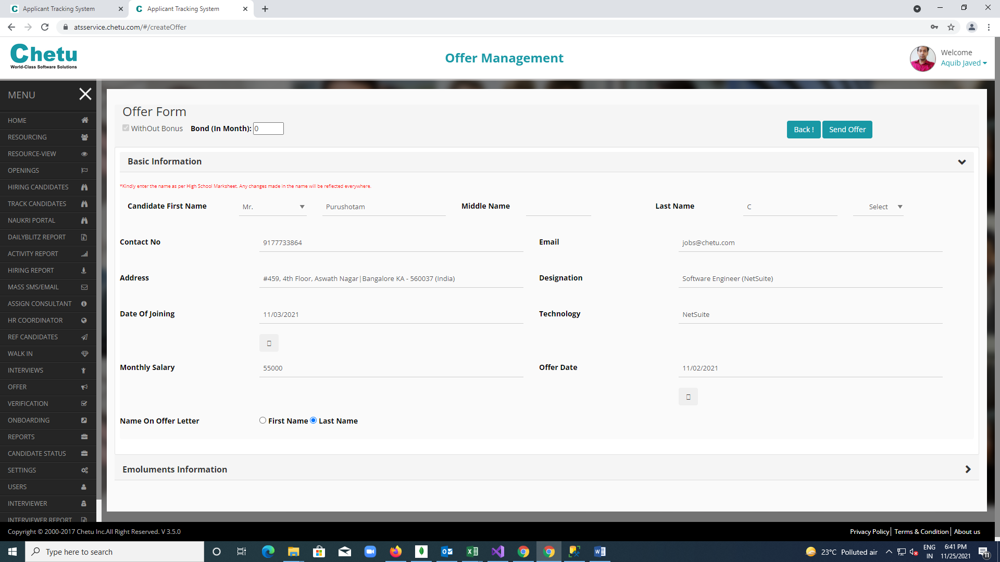 Applicant Tracking System
Applicant Tracking System
atsservice.chetu.com/#/createOffer
Chetu
World-Class Software Solutions
Offer Management
Welcome
Aquib Javed
MENU
HOME
RESOURCING
RESOURCE-VIEW
OPENINGS
HIRING CANDIDATES
TRACK CANDIDATES
NAUKRI PORTAL
DAILYBLITZ REPORT
ACTIVITY REPORT
HIRING REPORT
MASS SMS/EMAIL
ASSIGN CONSULTANT
HR COORDINATOR
REF CANDIDATES
WALK IN
INTERVIEWS
OFFER
VERIFICATION
ONBOARDING
REPORTS
CANDIDATE STATUS
SETTINGS
USERS
INTERVIEWER
INTERVIEWER REPORT
Offer Form
WithOut Bonus Bond (In Month): 0
Back ! Send Offer
Basic Information
*Kindly enter the name as per High School Marksheet. Any changes made in the name will be reflected everywhere.
Candidate First Name Mr. Purushotam Middle Name Last Name C Select
Contact No 9177733864 Email jobs@chetu.com
Address #459, 4th Floor, Aswath Nagar|Bangalore KA - 560037 (India) Designation Software Engineer (NetSuite)
Date Of Joining 11/03/2021 Technology NetSuite
Monthly Salary 55000 Offer Date 11/02/2021
Name On Offer Letter First Name Last Name
Emoluments Information
Copyright © 2000-2017 Chetu Inc.All Right Reserved. V 3.5.0
Privacy Policy| Terms & Condition| About us
Type here to search
23°C Polluted air
ENG
IN
6:41 PM
11/25/2021
11